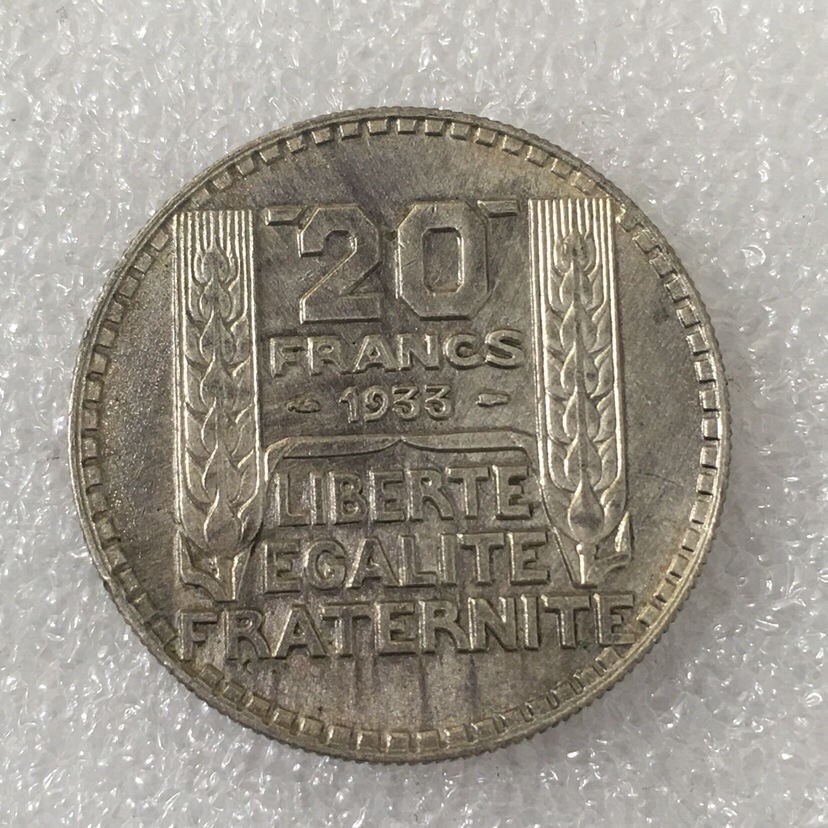 20
FRANCS
1933
LIBERTE
EGALITE
FRATERNITE